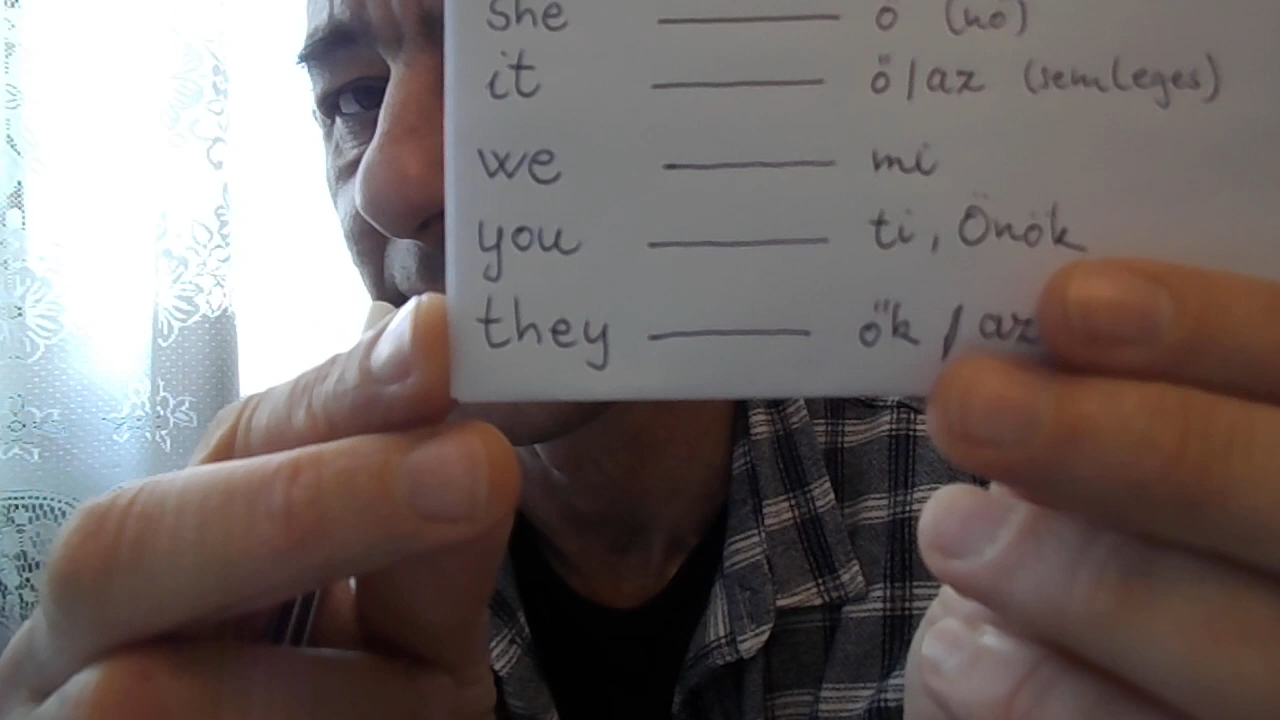 she ő (nő)
it ő/az (semleges)
we mi
you ti, Önök
they ők / az